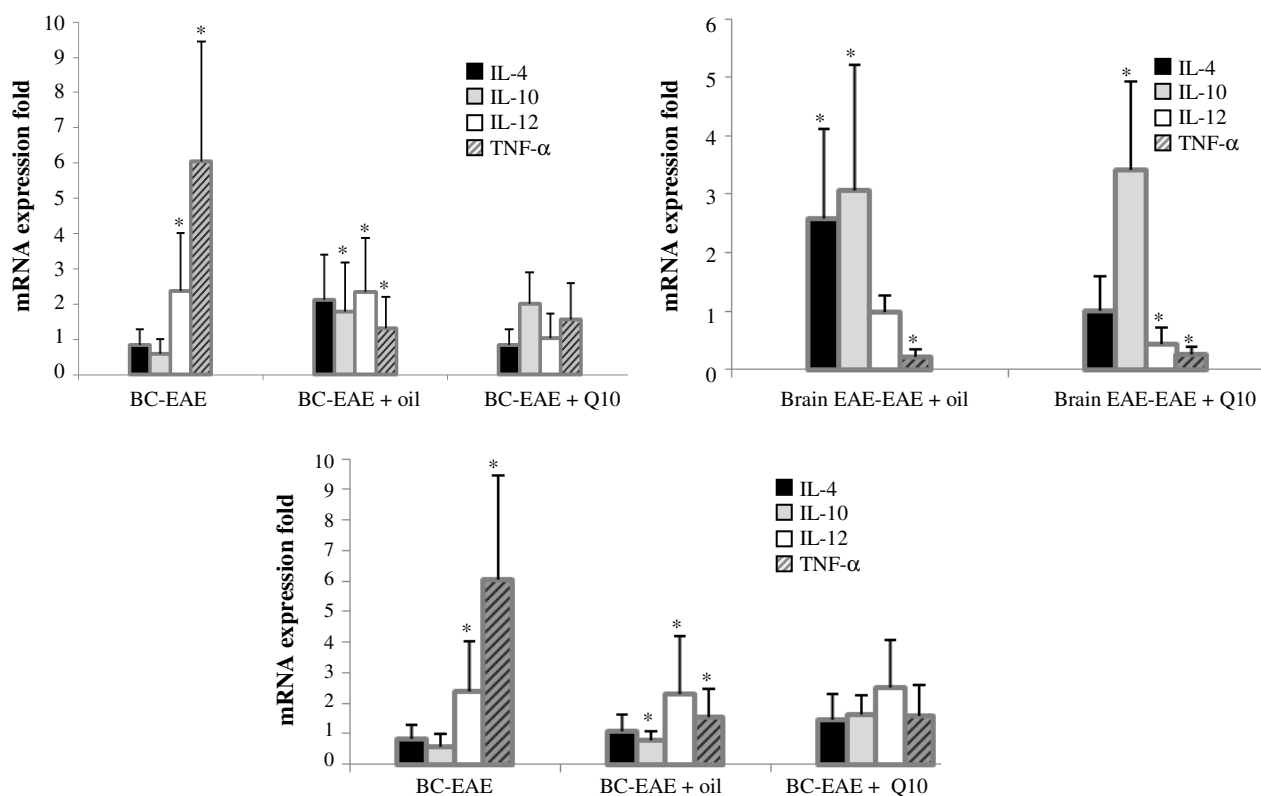 mRNA expression fold
10
9
8
7
6
5
4
3
2
1
0
*
*
*
*
*
IL-4
IL-10
IL-12
TNF-α
BC-EAE
BC-EAE + oil
BC-EAE + Q10
mRNA expression fold
6
5
4
3
2
1
0
*
*
*
*
*
*
IL-4
IL-10
IL-12
TNF-α
Brain EAE-EAE + oil
Brain EAE-EAE + Q10
mRNA expression fold
10
9
8
7
6
5
4
3
2
1
0
*
*
*
*
*
IL-4
IL-10
IL-12
TNF-α
BC-EAE
BC-EAE + oil
BC-EAE + Q10